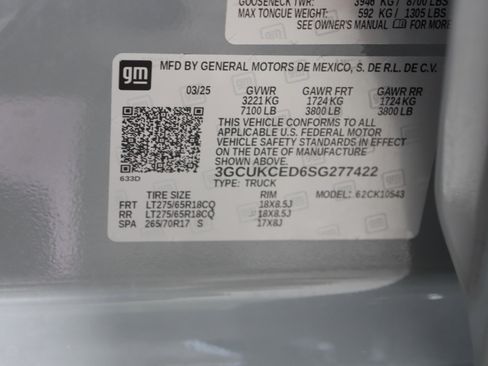 GOOSENECK TWR: 3946 KG / 8700 LBS
MAX TONGUE WEIGHT: 592 KG / 1305 LBS
SEE OWNER'S MANUAL FOR MORE
gm
MFD BY GENERAL MOTORS DE MEXICO, S. DE R.L. DE C.V.
03/25 GVWR GAWR FRT GAWR RR
3221 KG 1724 KG 1724 KG
7100 LB 3800 LB 3800 LB
THIS VEHICLE CONFORMS TO ALL
APPLICABLE U.S. FEDERAL MOTOR
VEHICLE SAFETY STANDARDS IN EFFECT
ON THE DATE OF MANUFACTURE SHOWN
ABOVE.
3GCUKCED6SG277422
633D
TYPE: TRUCK MODEL: 62CK10543
TIRE SIZE RIM
FRT LT275/65R18CQ 18X8.5J
RR LT275/65R18CQ 18X8.5J
SPA 265/70R17 S 17X8J